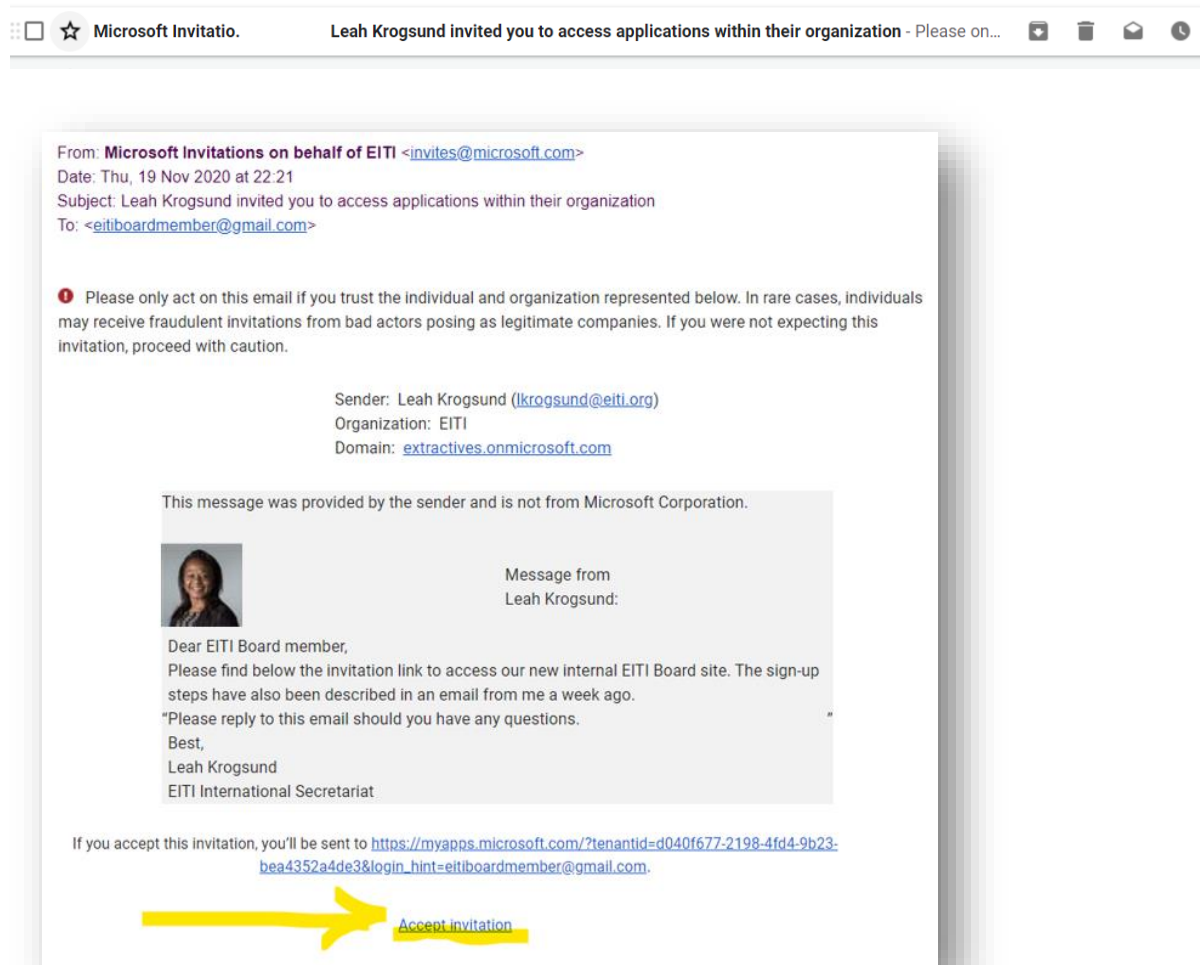 Microsoft Invitatio. Leah Krogsund invited you to access applications within their organization - Please on...
From: Microsoft Invitations on behalf of EITI <invites@microsoft.com>
Date: Thu, 19 Nov 2020 at 22:21
Subject: Leah Krogsund invited you to access applications within their organization
To: <eitiboardmember@gmail.com>
Please only act on this email if you trust the individual and organization represented below. In rare cases, individuals
may receive fraudulent invitations from bad actors posing as legitimate companies. If you were not expecting this
invitation, proceed with caution.
Sender: Leah Krogsund (lkrogsund@eiti.org)
Organization: EITI
Domain: extractives.onmicrosoft.com
This message was provided by the sender and is not from Microsoft Corporation.
Message from
Leah Krogsund:
Dear EITI Board member,
Please find below the invitation link to access our new internal EITI Board site. The sign-up
steps have also been described in an email from me a week ago.
“Please reply to this email should you have any questions. ”
Best,
Leah Krogsund
EITI International Secretariat
If you accept this invitation, you’ll be sent to https://myapps.microsoft.com/?tenantid=d040f677-2198-4fd4-9b23-
bea4352a4de3&login_hint=eitiboardmember@gmail.com.
Accept invitation